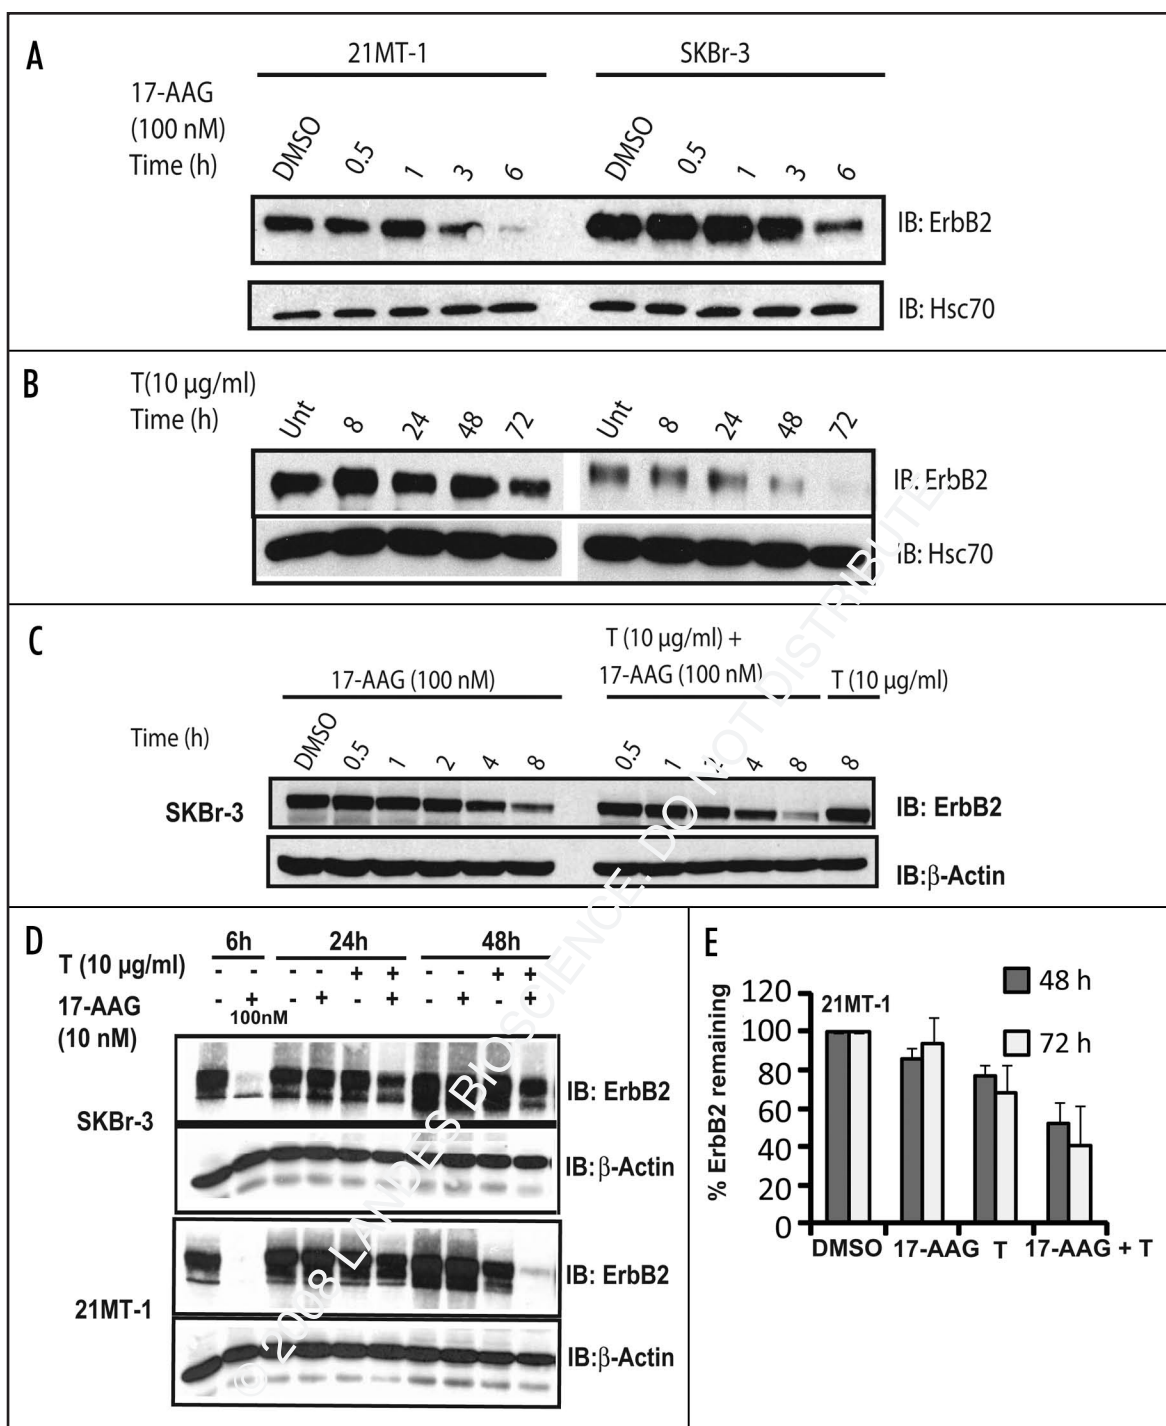 A
21MT-1
SKBr-3
17-AAG
(100 nM)
Time (h)
DMSO 0.5 1 3 6 DMSO 0.5 1 3 6
IB: ErbB2
IB: Hsc70
B
T(10 µg/ml)
Time (h)
Unt 8 24 48 72 Unt 8 24 48 72
IB: ErbB2
IB: Hsc70
C
T (10 µg/ml) +
17-AAG (100 nM)
17-AAG (100 nM)
T (10 µg/ml)
Time (h)
DMSO 0.5 1 2 4 8 0.5 1 2 4 8 8
SKBr-3
IB: ErbB2
IB:β-Actin
D
6h 24h 48h
T (10 µg/ml) - - - - + + - - + +
17-AAG - + - + - + - + - +
(10 nM)
100nM
SKBr-3
IB: ErbB2
IB:β-Actin
21MT-1
IB: ErbB2
IB:β-Actin
E
48 h
72 h
21MT-1
% ErbB2 remaining
120
100
80
60
40
20
0
DMSO 17-AAG T 17-AAG + T
© 2008 LANDES BIOSCIENCE. DO NOT DISTRIBUTE.